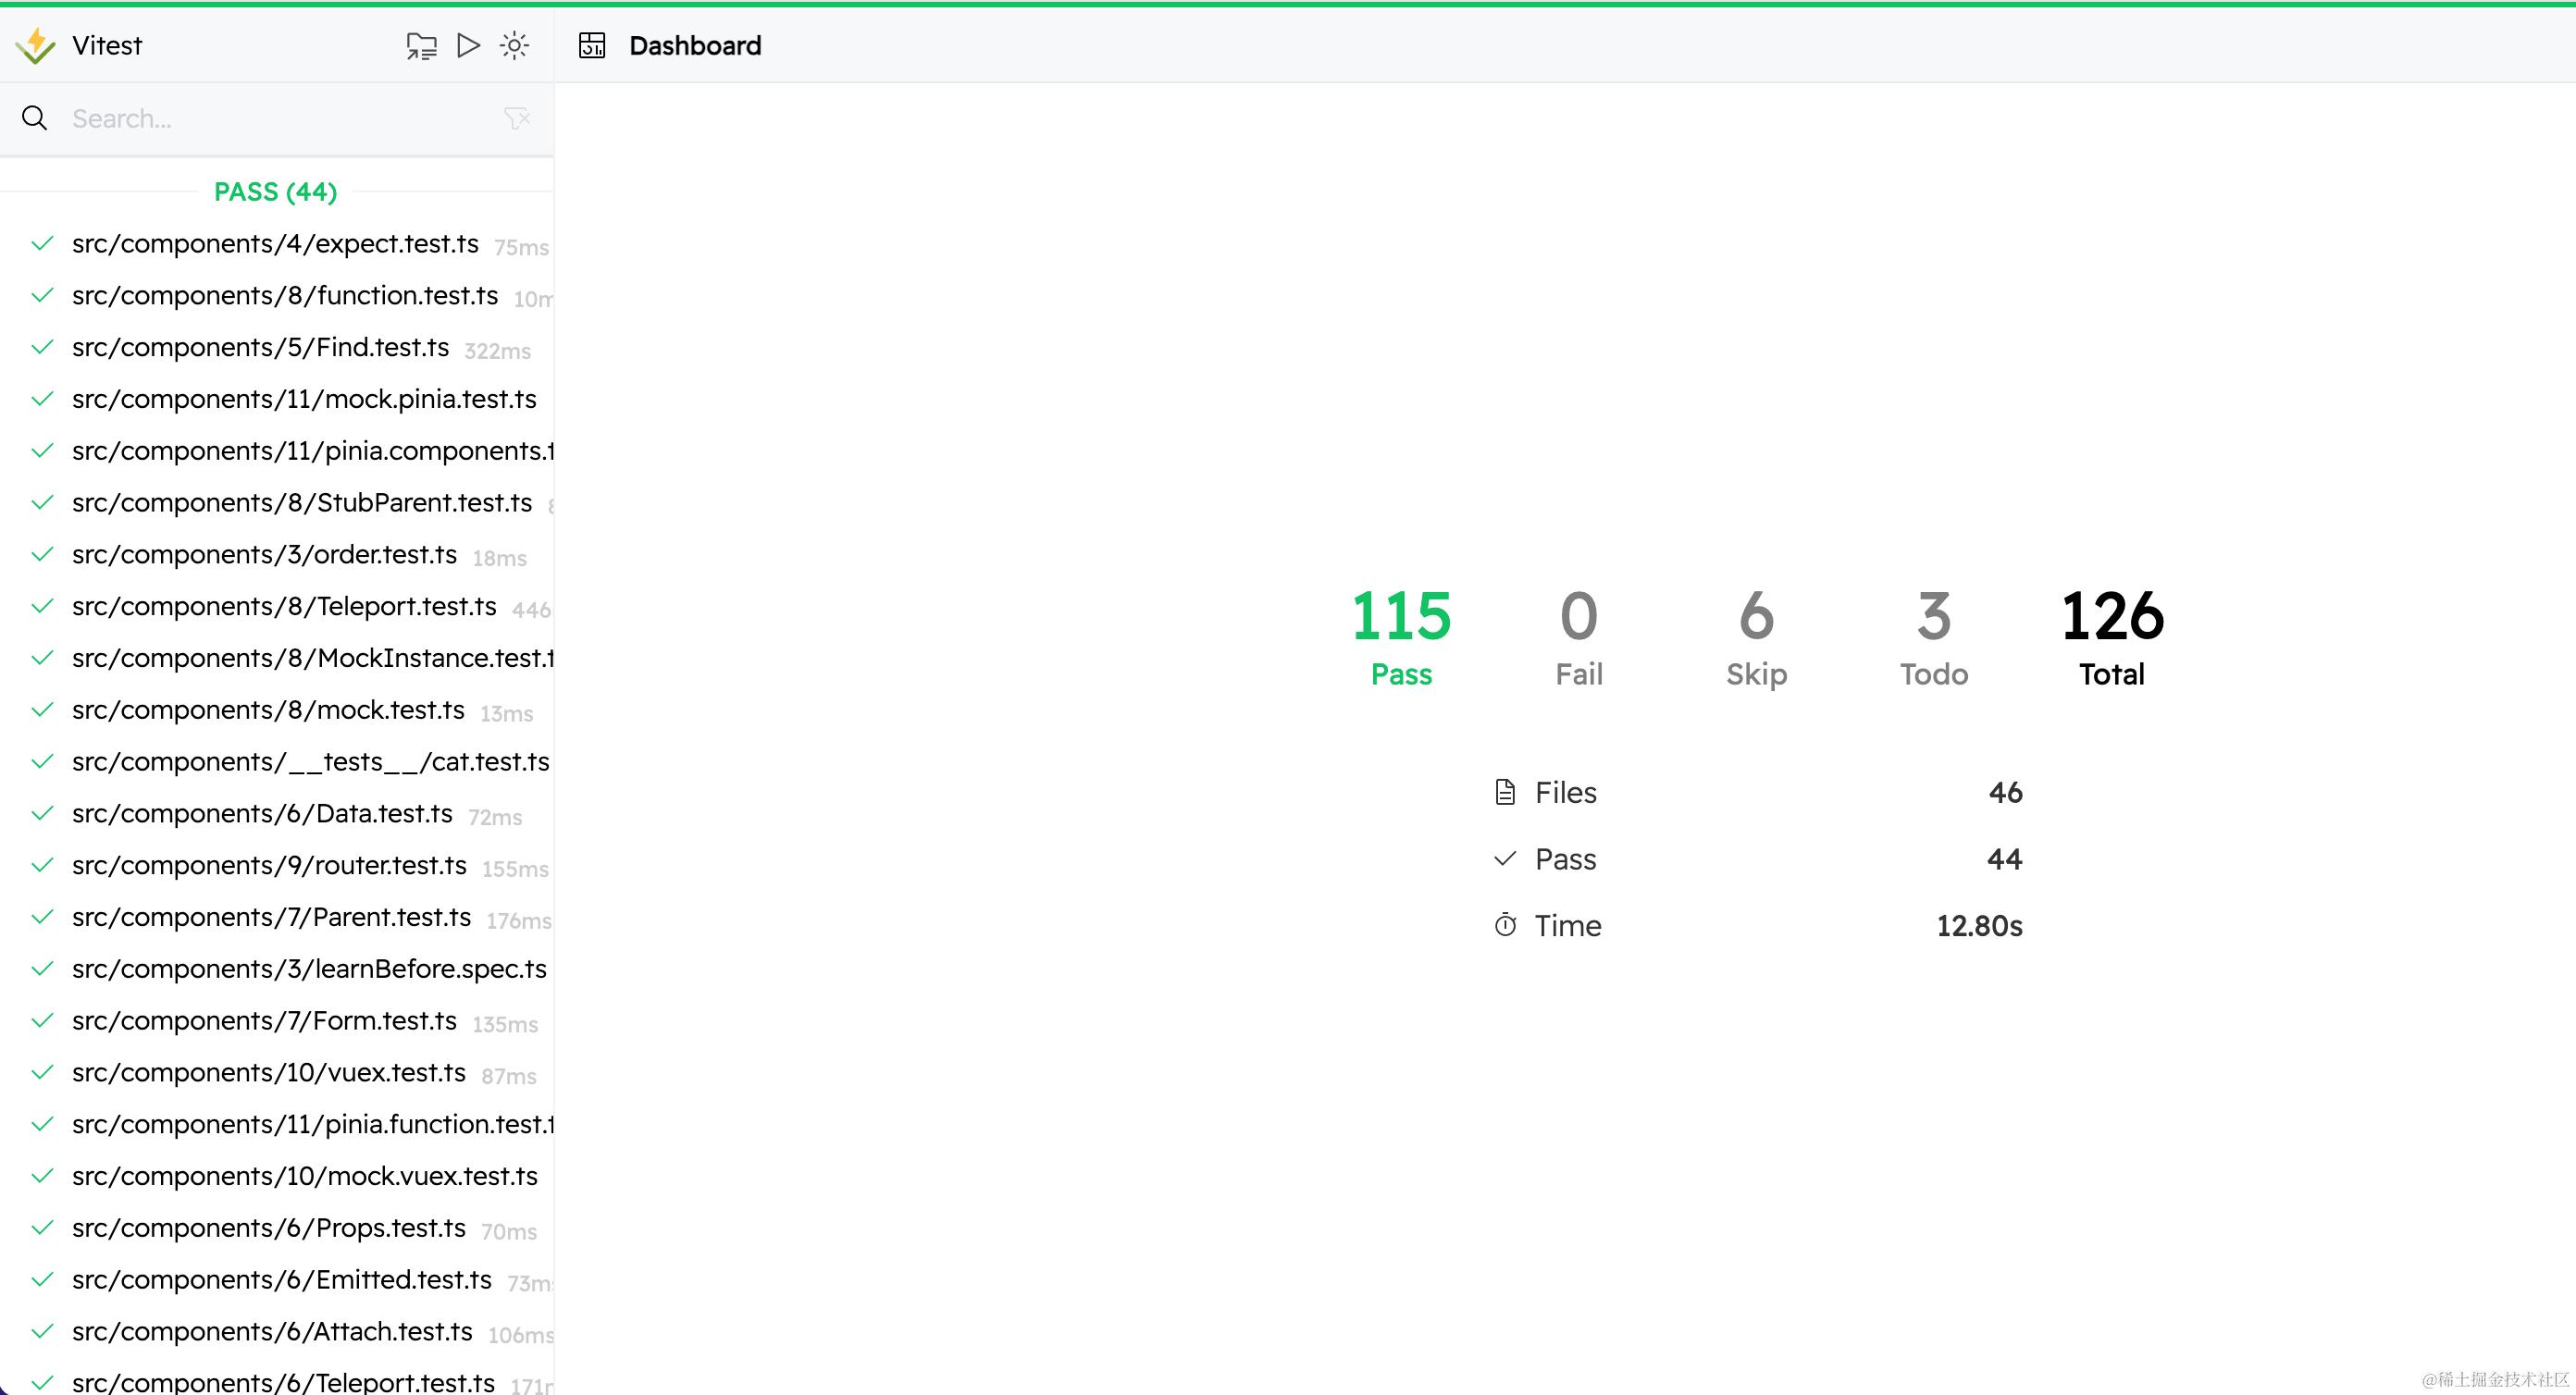 Vitest
Search...
PASS (44)
src/components/4/expect.test.ts 75ms
src/components/8/function.test.ts 10m
src/components/5/Find.test.ts 322ms
src/components/11/mock.pinia.test.ts
src/components/11/pinia.components.t
src/components/8/StubParent.test.ts
src/components/3/order.test.ts 18ms
src/components/8/Teleport.test.ts 446
src/components/8/MockInstance.test.t
src/components/8/mock.test.ts 13ms
src/components/__tests__/cat.test.ts
src/components/6/Data.test.ts 72ms
src/components/9/router.test.ts 155ms
src/components/7/Parent.test.ts 176ms
src/components/3/learnBefore.spec.ts
src/components/7/Form.test.ts 135ms
src/components/10/vuex.test.ts 87ms
src/components/11/pinia.function.test.t
src/components/10/mock.vuex.test.ts
src/components/6/Props.test.ts 70ms
src/components/6/Emitted.test.ts 73ms
src/components/6/Attach.test.ts 106ms
src/components/6/Teleport.test.ts 171
Dashboard
115 0 6 3 126
Pass Fail Skip Todo Total
Files 46
Pass 44
Time 12.80s
@稀土掘金技术社区